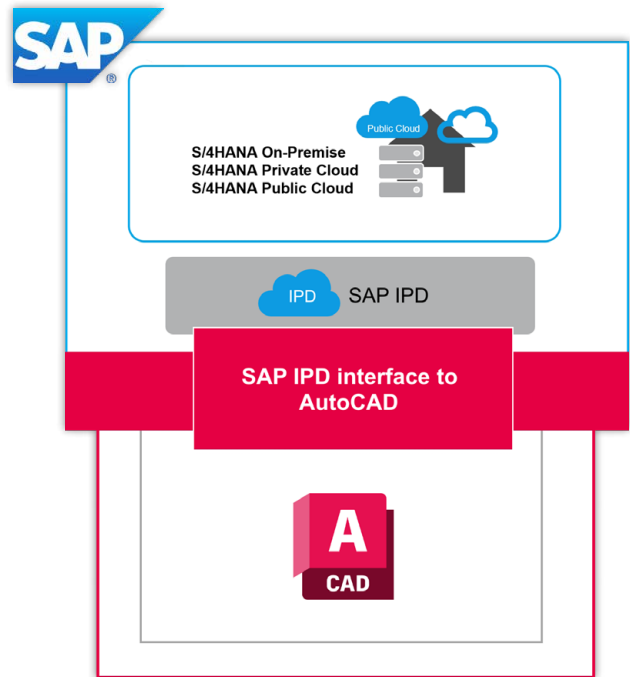 SAP
®
Public Cloud
S/4HANA On-Premise
S/4HANA Private Cloud
S/4HANA Public Cloud
IPD SAP IPD
SAP IPD interface to
AutoCAD
A
CAD